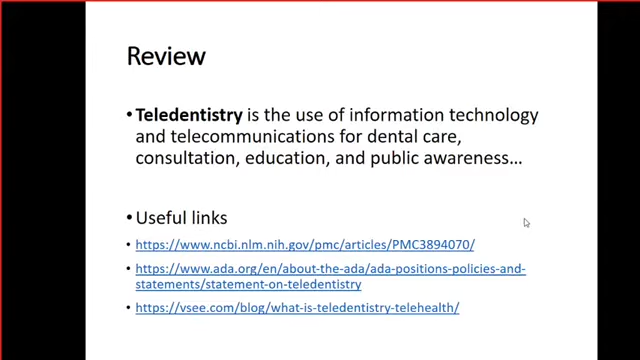 Review
• Teledentistry is the use of information technology
and telecommunications for dental care,
consultation, education, and public awareness...
• Useful links
• https://www.ncbi.nlm.nih.gov/pmc/articles/PMC3894070/
• https://www.ada.org/en/about-the-ada/ada-positions-policies-and-
statements/statement-on-teledentistry
• https://vsee.com/blog/what-is-teledentistry-telehealth/